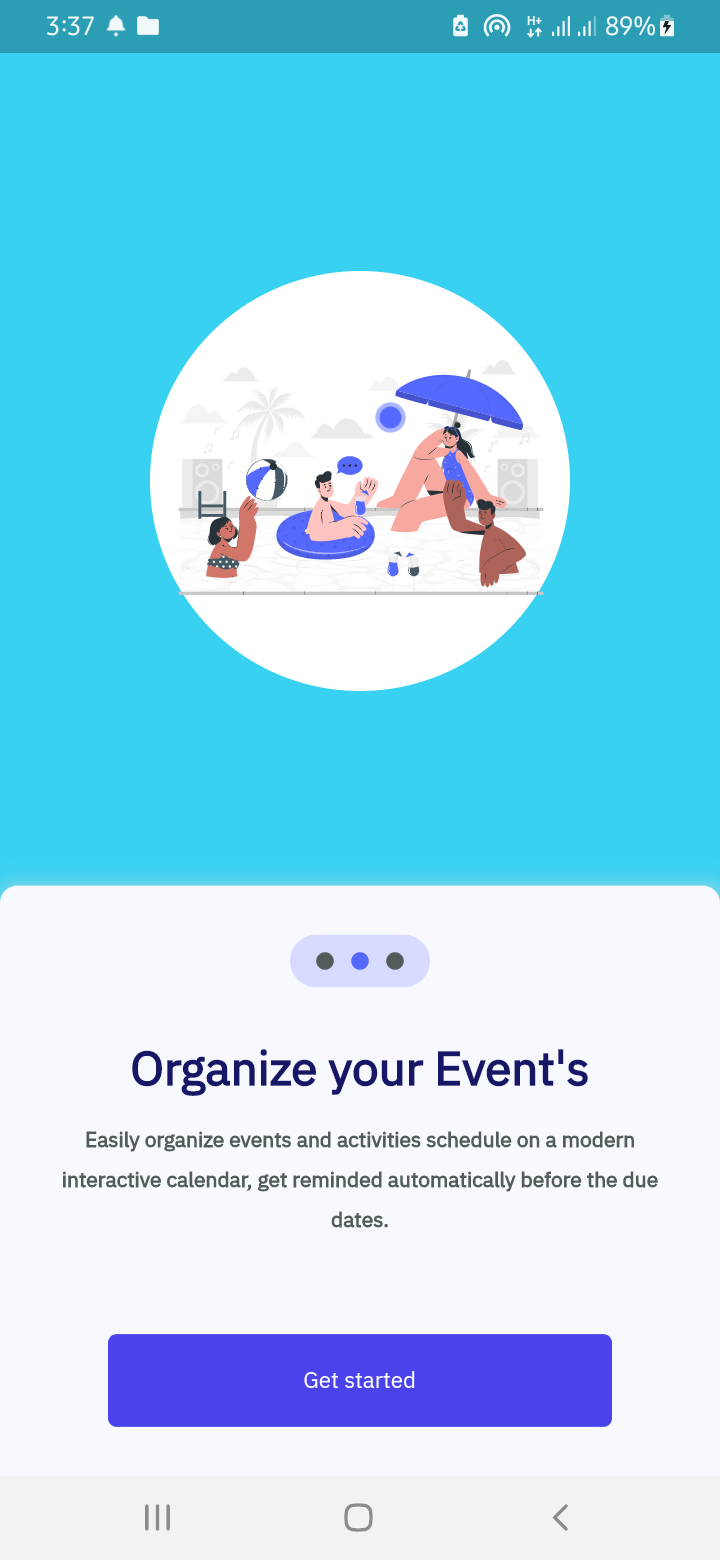 3:37 H+ 89%
Organize your Event's
Easily organize events and activities schedule on a modern
interactive calendar, get reminded automatically before the due
dates.
Get started